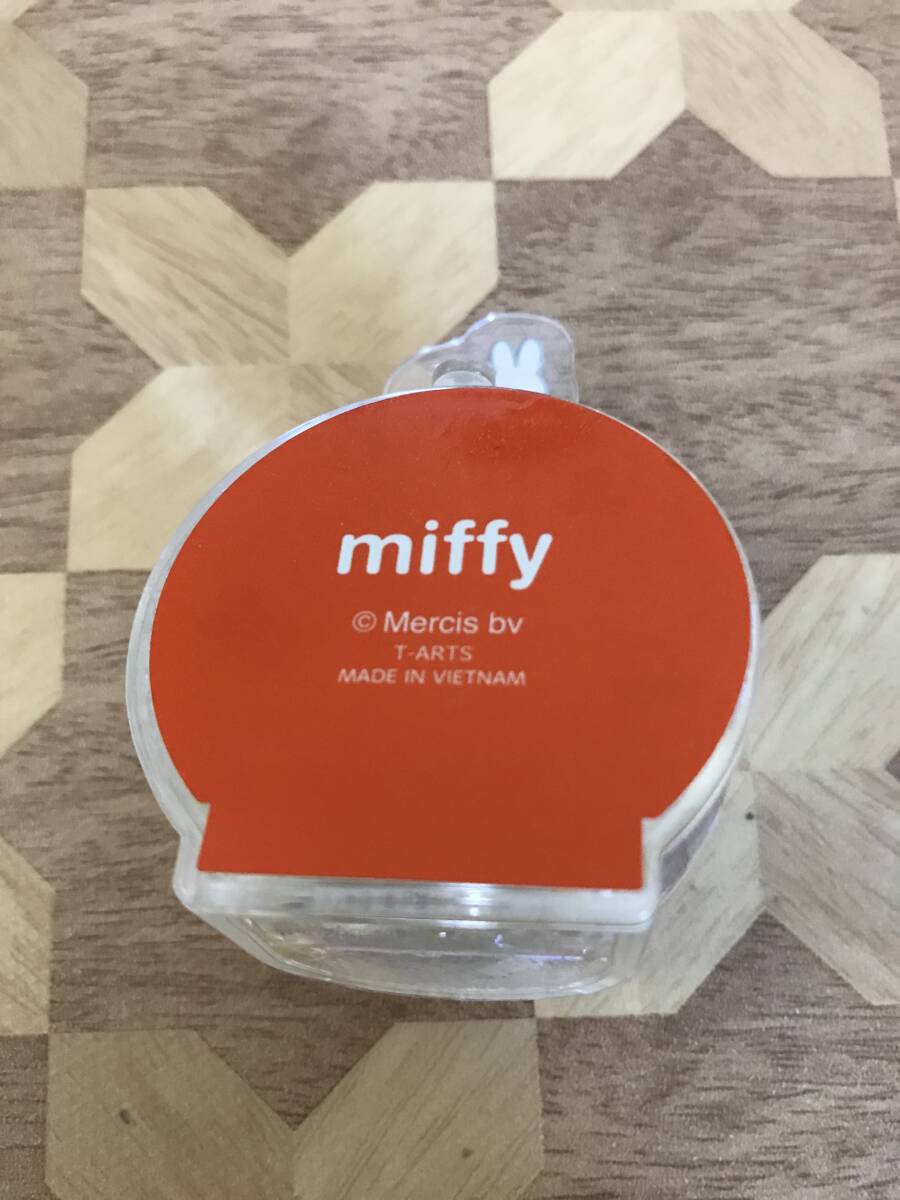 miffy
© Mercis bv
T-ARTS
MADE IN VIETNAM